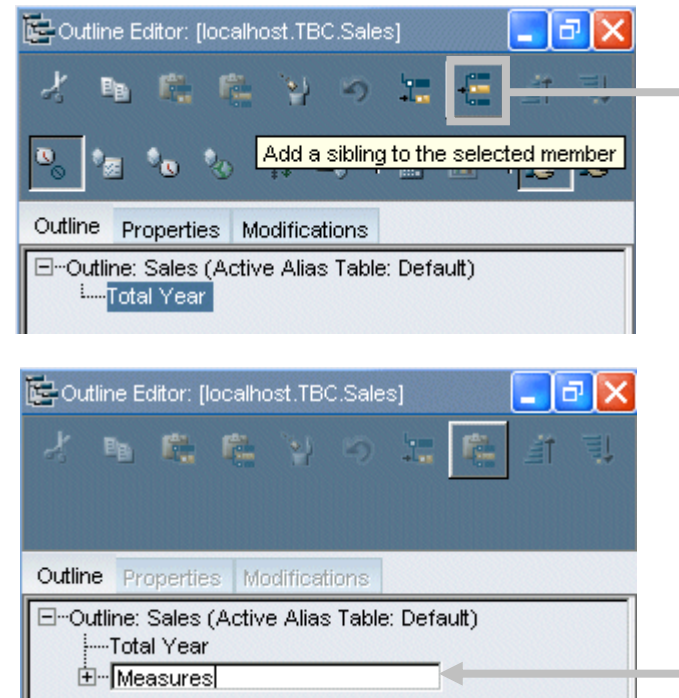 Outline Editor: [localhost.TBC.Sales]
Add a sibling to the selected member
Outline Properties Modifications
Outline: Sales (Active Alias Table: Default)
Total Year
Outline Editor: [localhost.TBC.Sales]
Outline Properties Modifications
Outline: Sales (Active Alias Table: Default)
Total Year
Measures